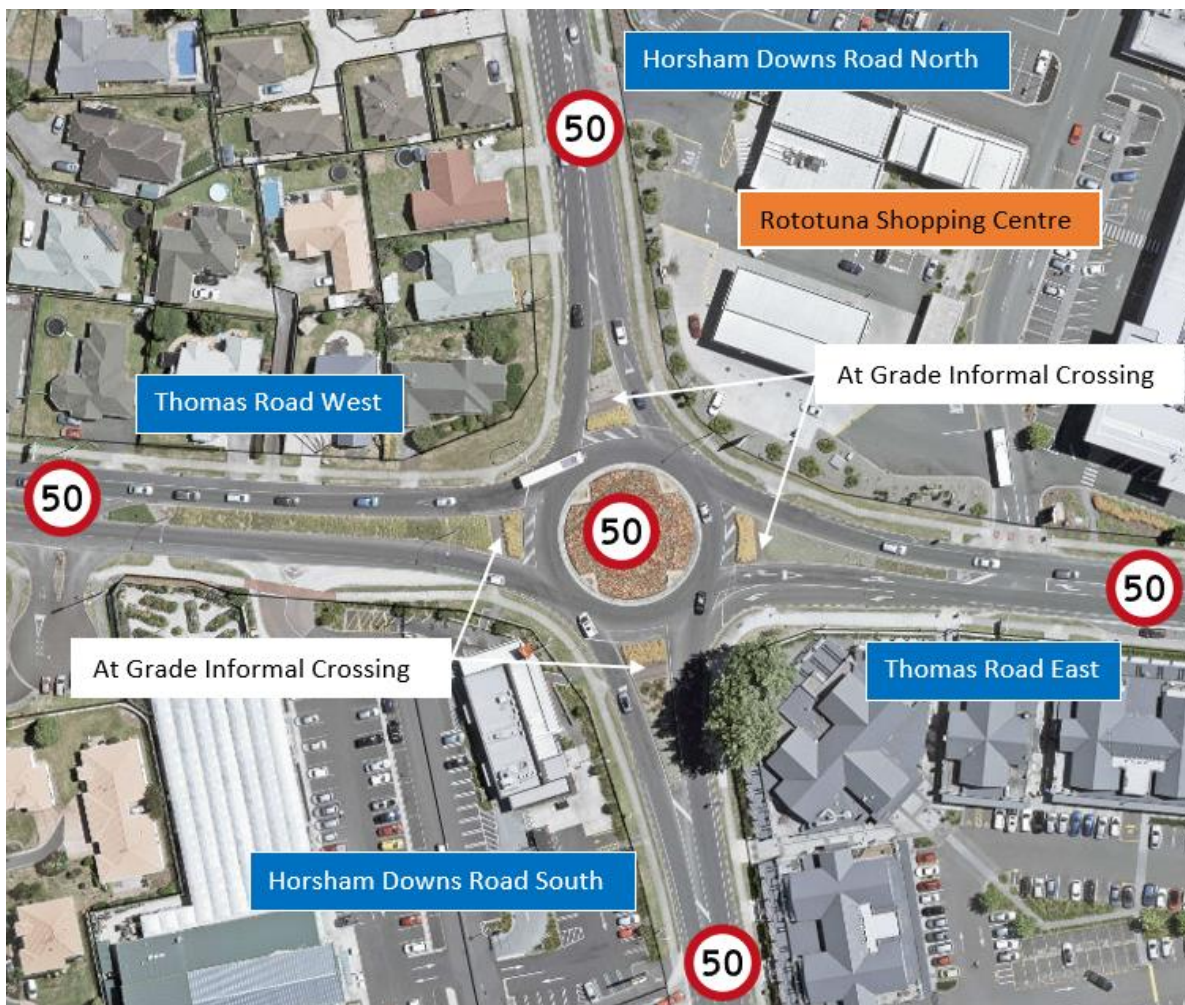 Horsham Downs Road North
50
Rototuna Shopping Centre
At Grade Informal Crossing
Thomas Road West
50
50
50
At Grade Informal Crossing
Thomas Road East
Horsham Downs Road South
50